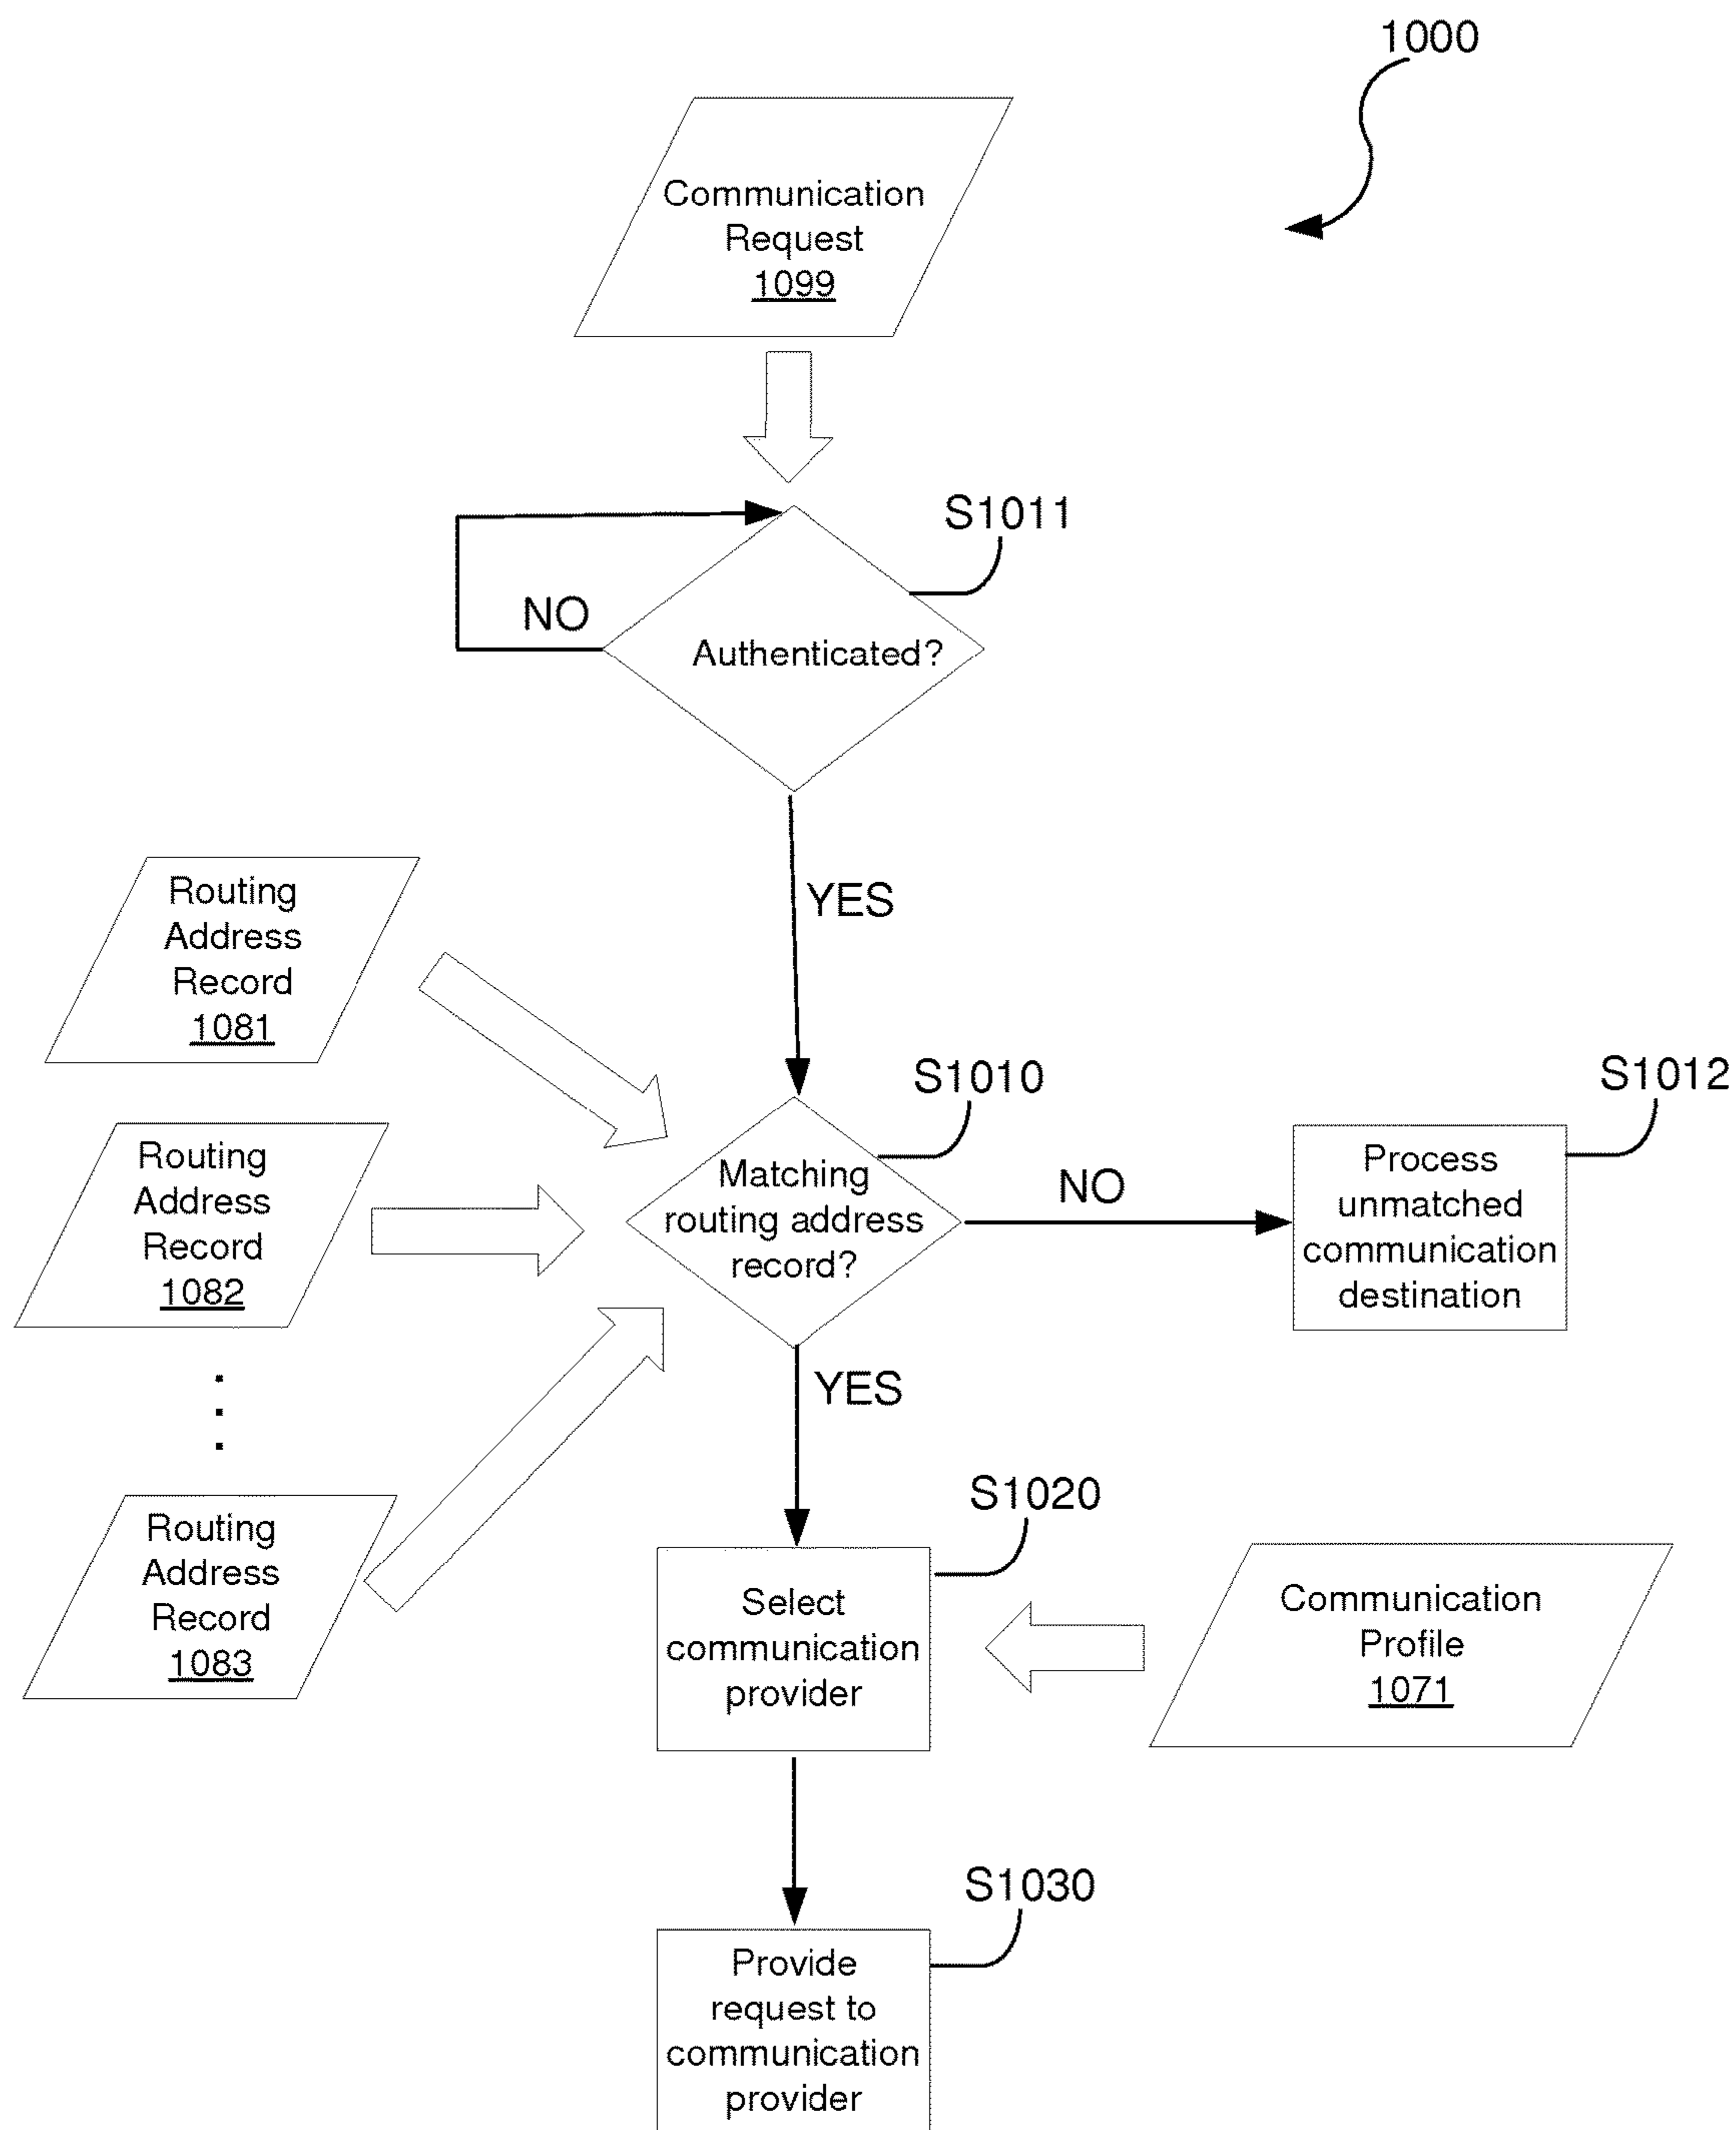 1000
Communication
Request
1099
S1011
NO
Authenticated?
YES
Routing
Address
Record
1081
S1010
S1012
Matching
routing address
record?
NO
Process
unmatched
communication
destination
Routing
Address
Record
1082
YES
S1020
Routing
Address
Record
1083
Select
communication
provider
Communication
Profile
1071
S1030
Provide
request to
communication
provider